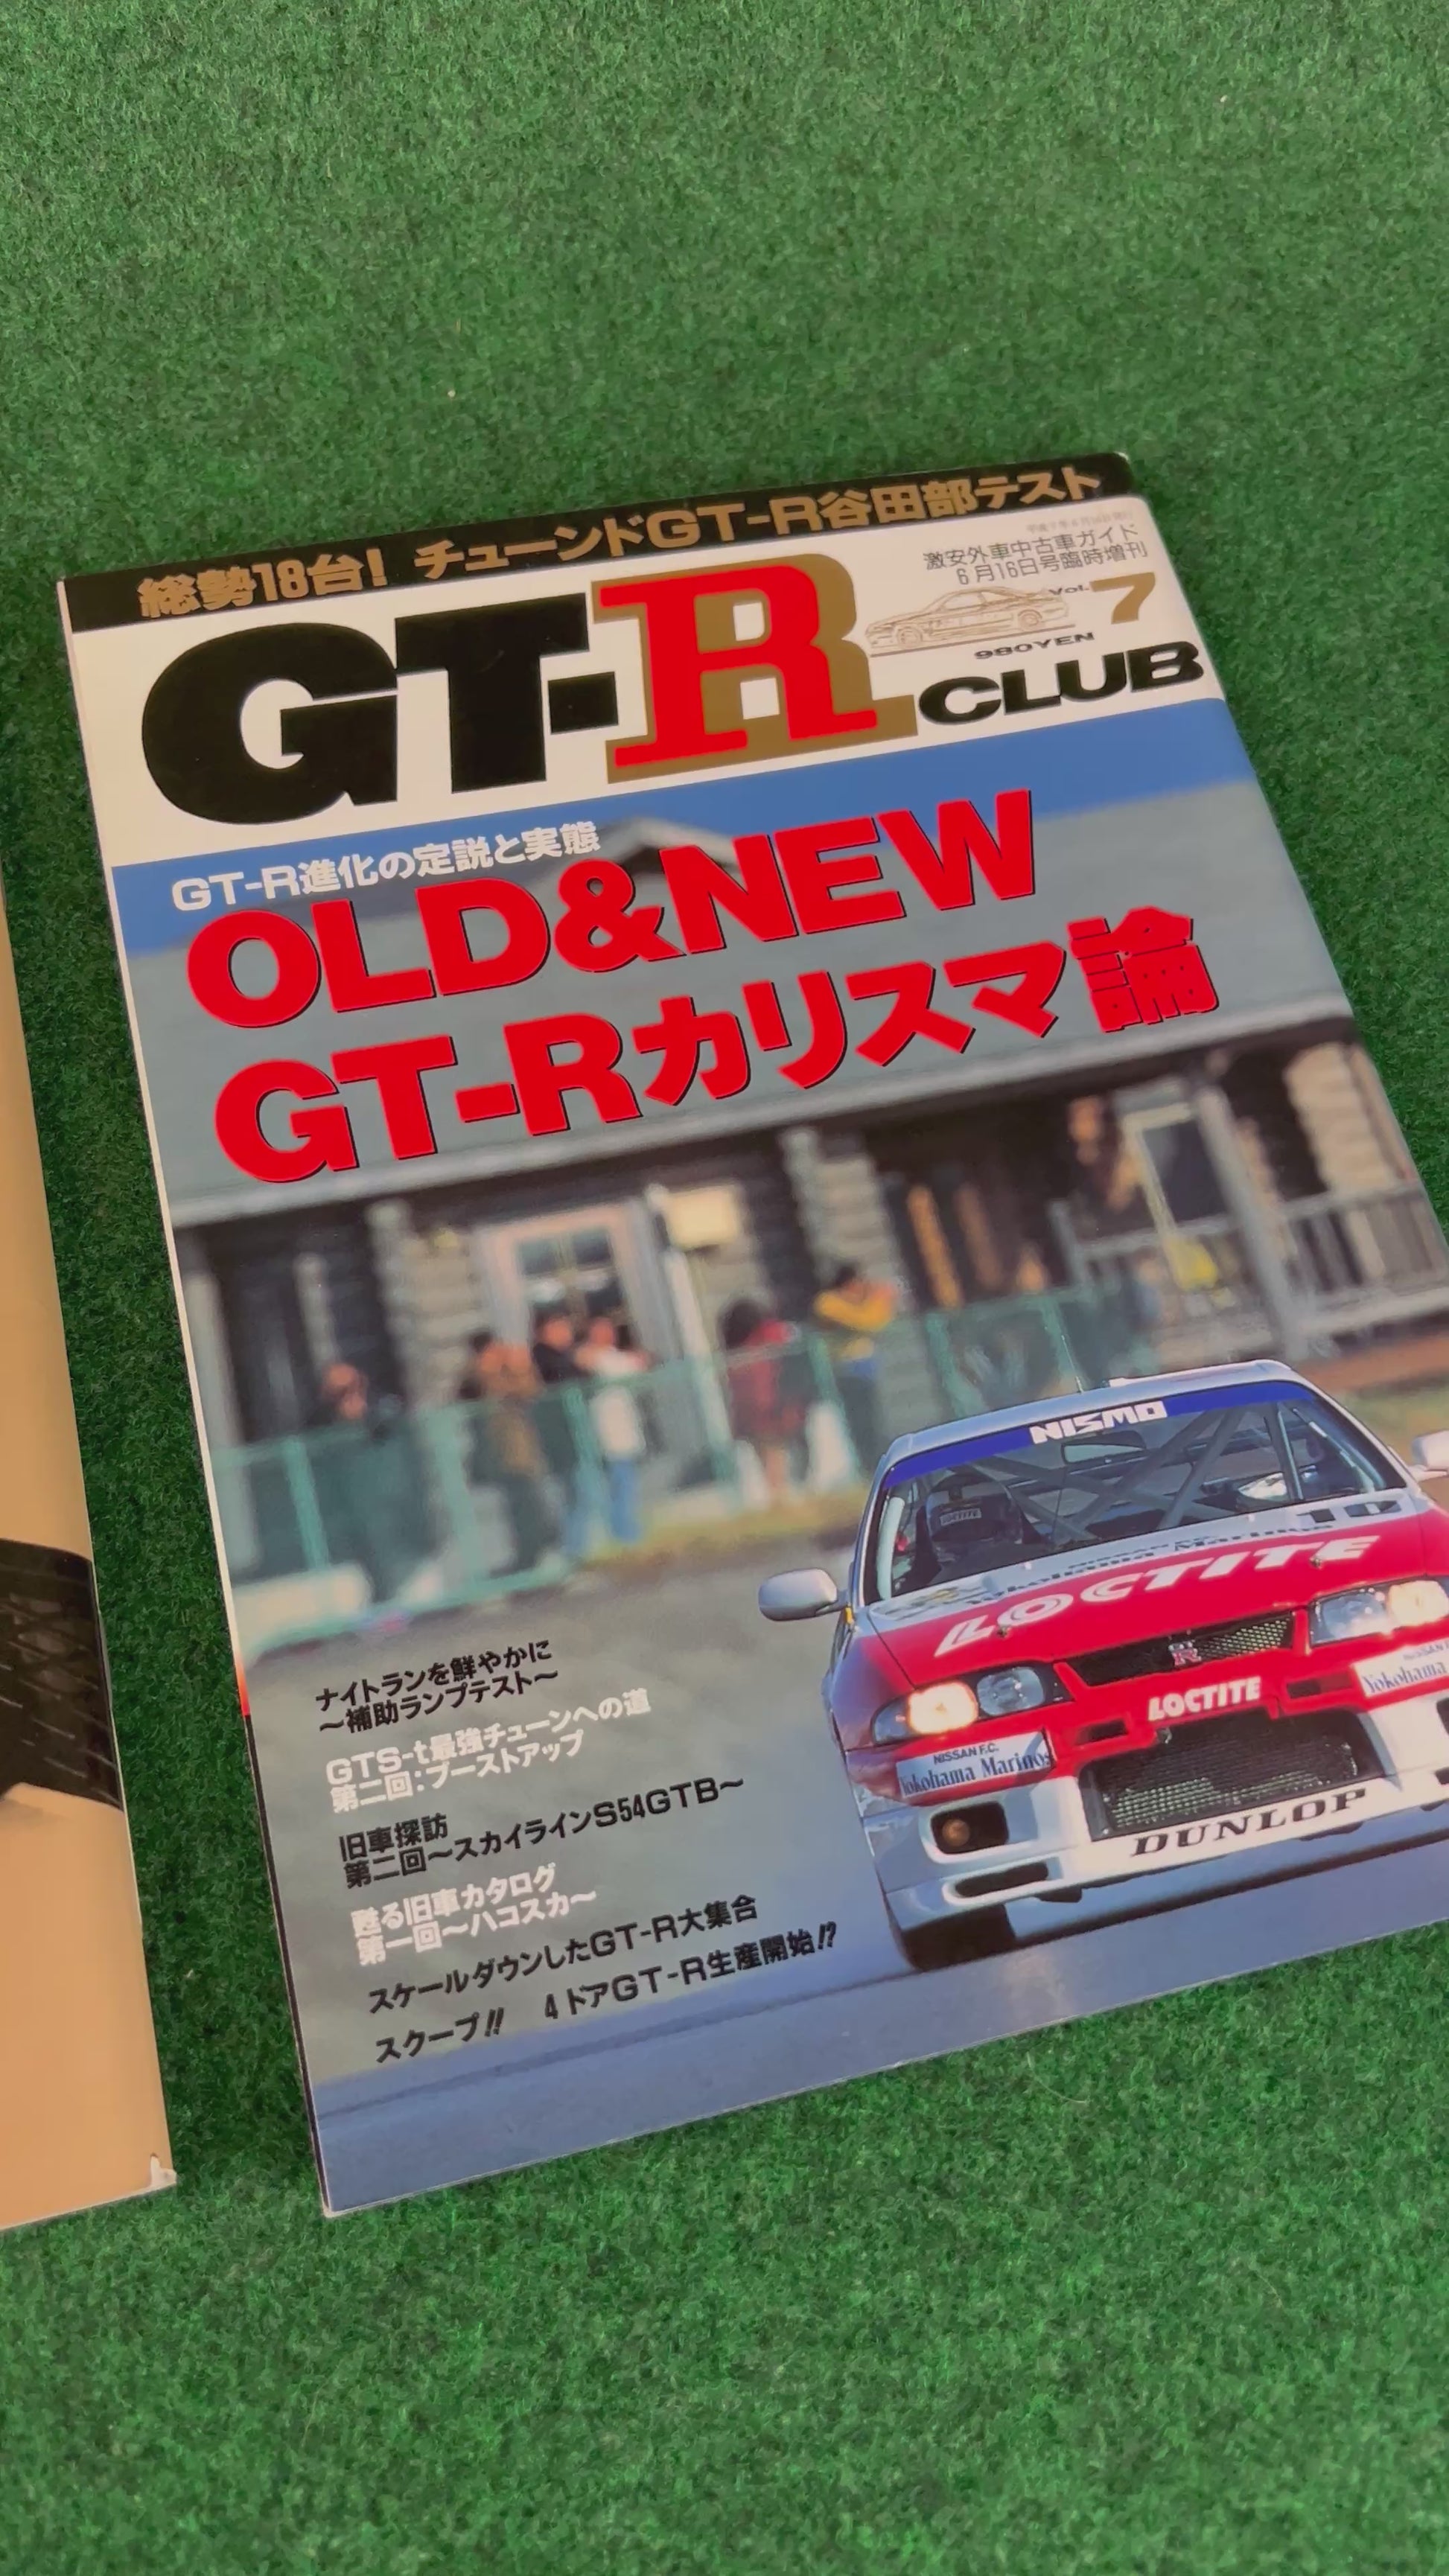 総勢18台! チューンドGT-R谷田部テスト
激安外車中古車ガイド
6月16日号臨時増刊
Vol. 7
980YEN
GT-R CLUB
GT-R進化の定説と実態
OLD&NEW
GT-Rカリスマ論
NISMO
LOCTITE
10
Yokohama Marinos
LOCTITE
GT-R
LOCTITE
NISSAN F.C.
Yokohama Marinos
Yokohama Marinos
DUNLOP
ナイトランを鮮やかに
〜補助ランプテスト〜
GTS-t最強チューンへの道
第二回:ブーストアップ
旧車探訪
第二回〜スカイラインS54GTB〜
甦る旧車カタログ
第一回〜ハコスカ〜
スケールダウンしたGT-R大集合
スクープ!! 4ドアGT-R生産開始!?